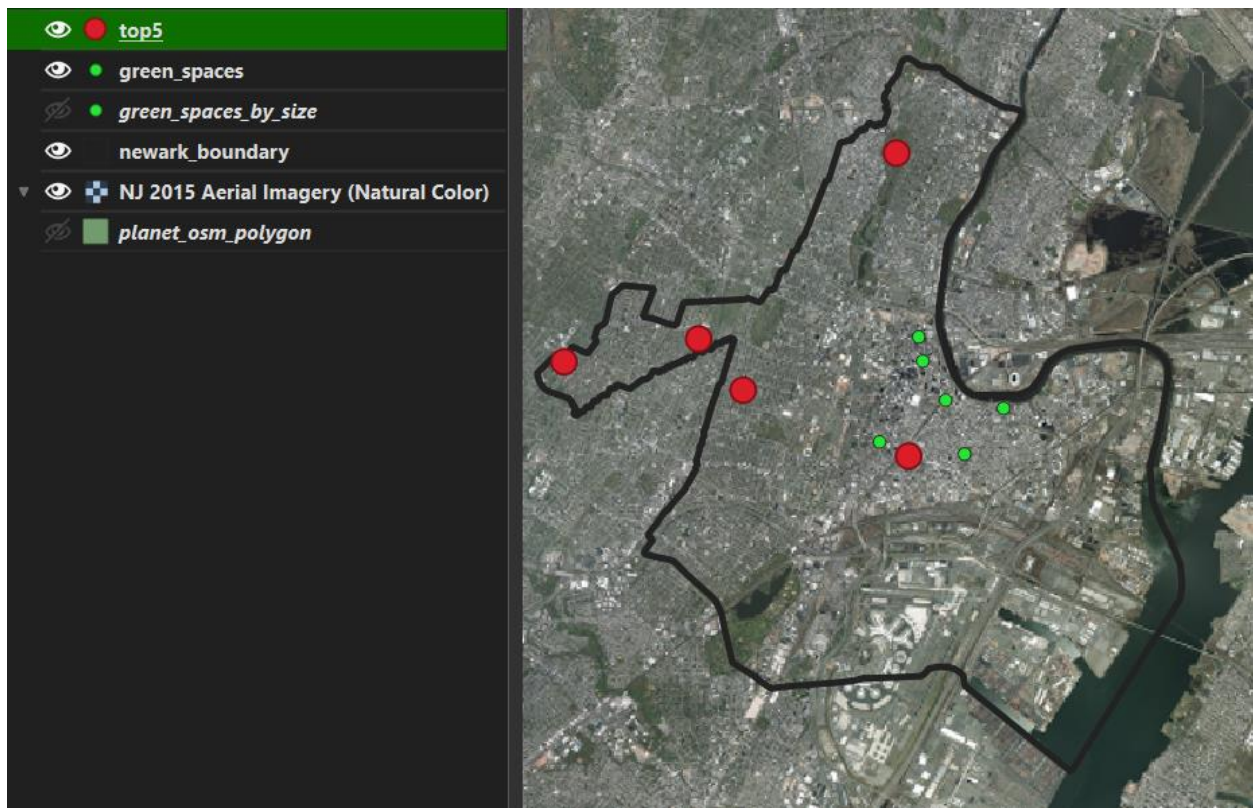 top5
green_spaces
green_spaces_by_size
newark_boundary
NJ 2015 Aerial Imagery (Natural Color)
planet_osm_polygon